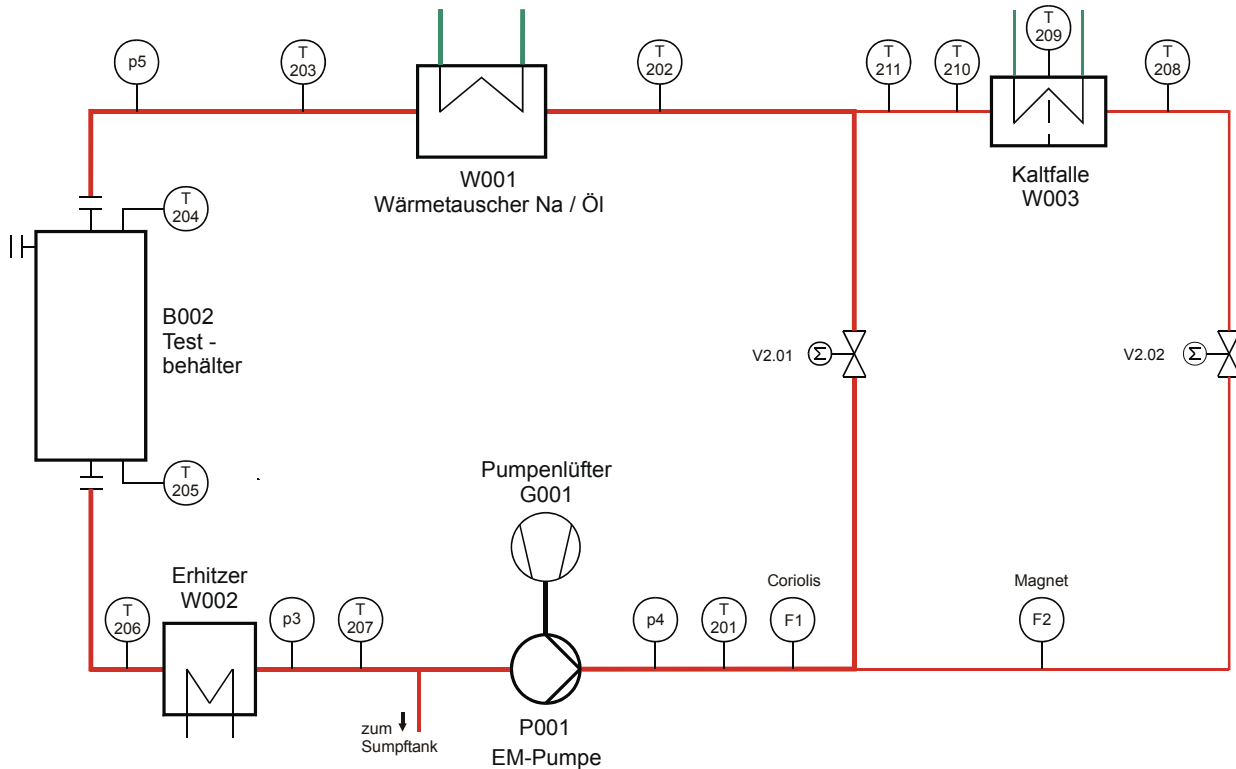 T
209
p5
T
203
T
202
T
211
T
210
T
208
W001
Wärmetauscher Na / Öl
Kaltfalle
W003
T
204
B002
Test -
behälter
V2.01
Σ
V2.02
Σ
T
205
Pumpenlüfter
G001
Erhitzer
W002
Coriolis
Magnet
T
206
p3
T
207
p4
T
201
F1
F2
zum
Sumpftank
P001
EM-Pumpe